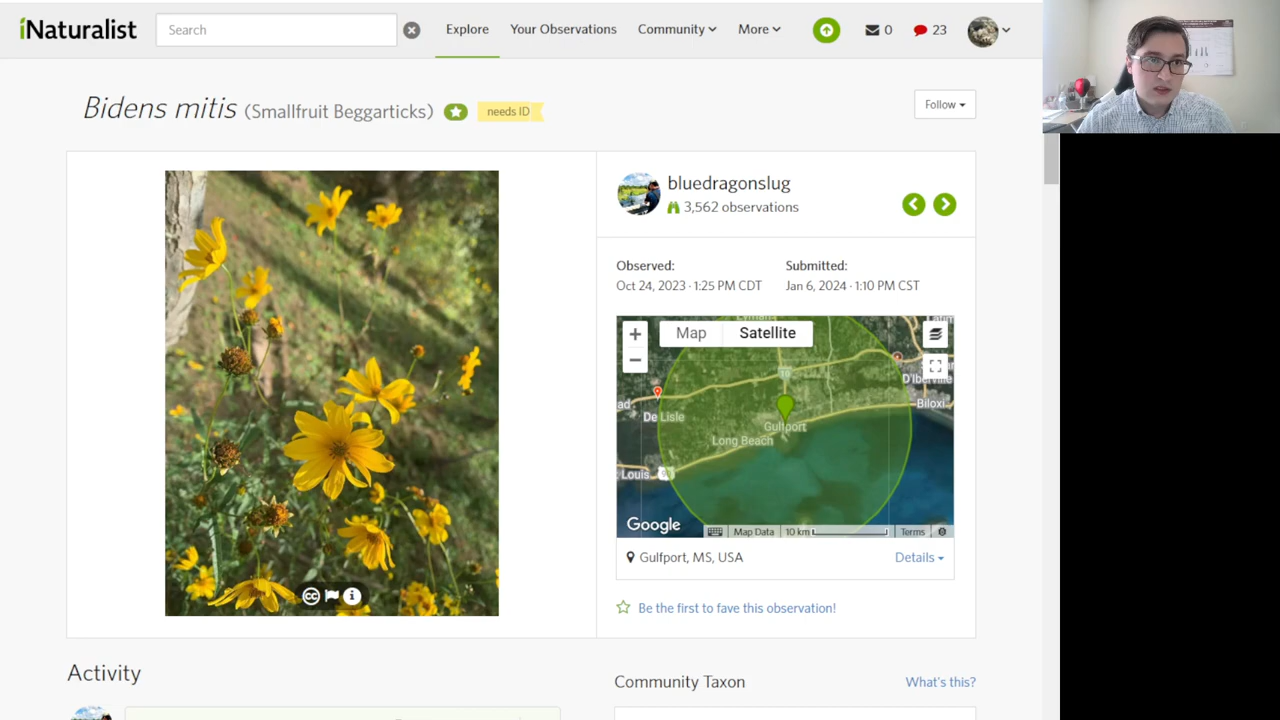 iNaturalist
Search
Explore
Your Observations
Community
More
0
23
Bidens mitis (Smallfruit Beggarticks)
needs ID
Follow
bluedragonslug
3,562 observations
Observed:
Oct 24, 2023 · 1:25 PM CDT
Submitted:
Jan 6, 2024 · 1:10 PM CST
Map
Satellite
10
D'Iberville
ad
De Lisle
Biloxi
Gulfport
Long Beach
Louis
Google
Map Data
10 km
Terms
Gulfport, MS, USA
Details
Be the first to fave this observation!
Activity
Community Taxon
What's this?